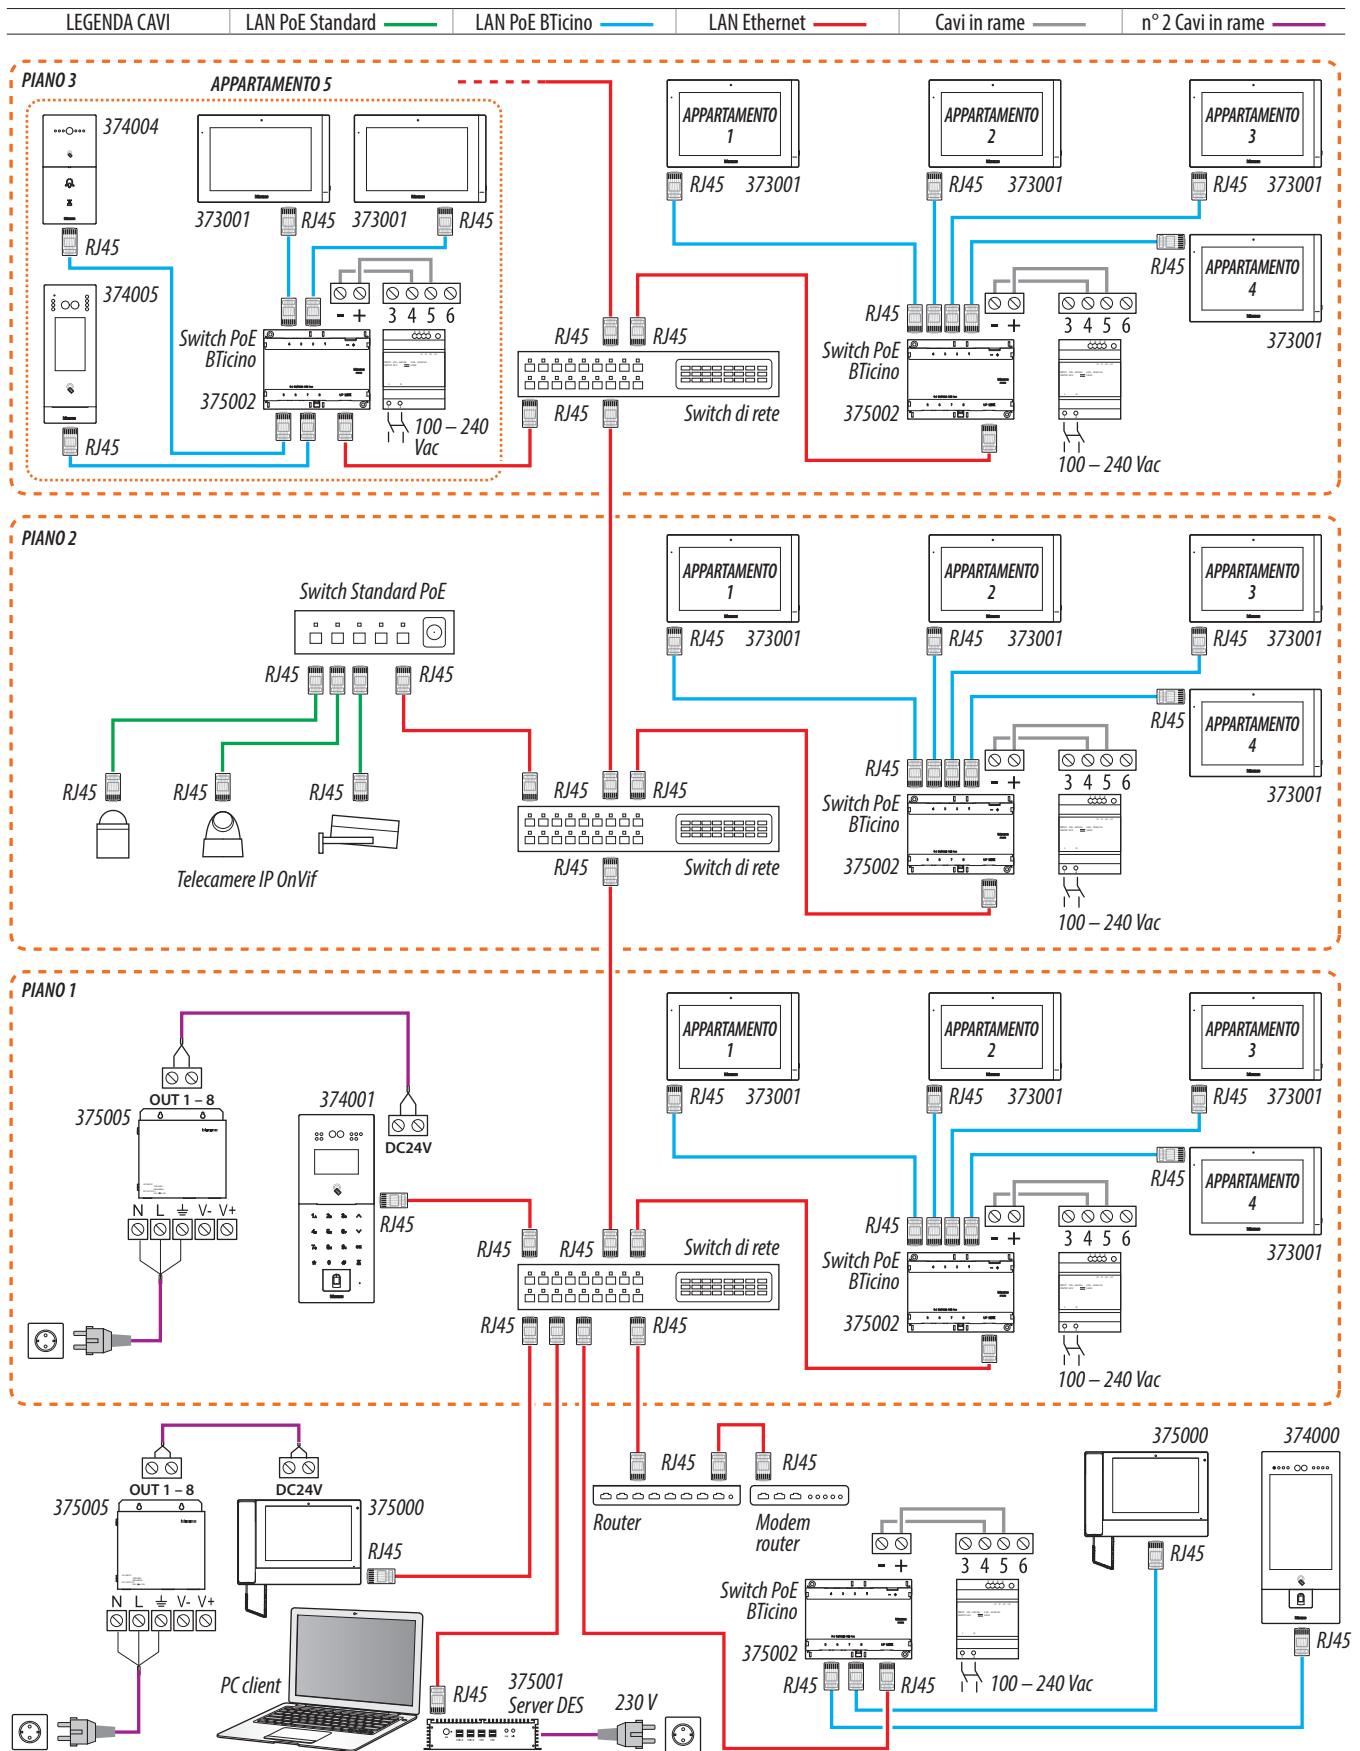 LEGENDA CAVI
LAN PoE Standard
LAN PoE BTicino
LAN Ethernet
Cavi in rame
n° 2 Cavi in rame
PIANO 3
APPARTAMENTO 5
374004
RJ45
374005
RJ45
373001
RJ45
373001
RJ45
- +
3 4 5 6
Switch PoE
BTicino
375002
100 – 240
Vac
RJ45
RJ45
RJ45
Switch di rete
APPARTAMENTO
1
RJ45 373001
APPARTAMENTO
2
RJ45 373001
APPARTAMENTO
3
RJ45 373001
APPARTAMENTO
4
RJ45
373001
RJ45
- +
3 4 5 6
Switch PoE
BTicino
375002
100 – 240 Vac
PIANO 2
Switch Standard PoE
RJ45
RJ45
RJ45
RJ45
RJ45
Telecamere IP OnVif
RJ45
RJ45
RJ45
Switch di rete
APPARTAMENTO
1
RJ45 373001
APPARTAMENTO
2
RJ45 373001
APPARTAMENTO
3
RJ45 373001
APPARTAMENTO
4
RJ45
373001
RJ45
- +
3 4 5 6
Switch PoE
BTicino
375002
100 – 240 Vac
PIANO 1
OUT 1 – 8
375005
N L V- V+
374001
DC24V
RJ45
RJ45
RJ45
Switch di rete
RJ45
RJ45
APPARTAMENTO
1
RJ45 373001
APPARTAMENTO
2
RJ45 373001
APPARTAMENTO
3
RJ45 373001
APPARTAMENTO
4
RJ45
373001
RJ45
- +
3 4 5 6
Switch PoE
BTicino
375002
100 – 240 Vac
OUT 1 – 8
375005
N L V- V+
DC24V
375000
RJ45
PC client
RJ45
375001
Server DES
230 V
RJ45
RJ45
Router
Modem
router
- +
3 4 5 6
Switch PoE
BTicino
375002
RJ45
RJ45
100 – 240 Vac
375000
RJ45
374000
RJ45